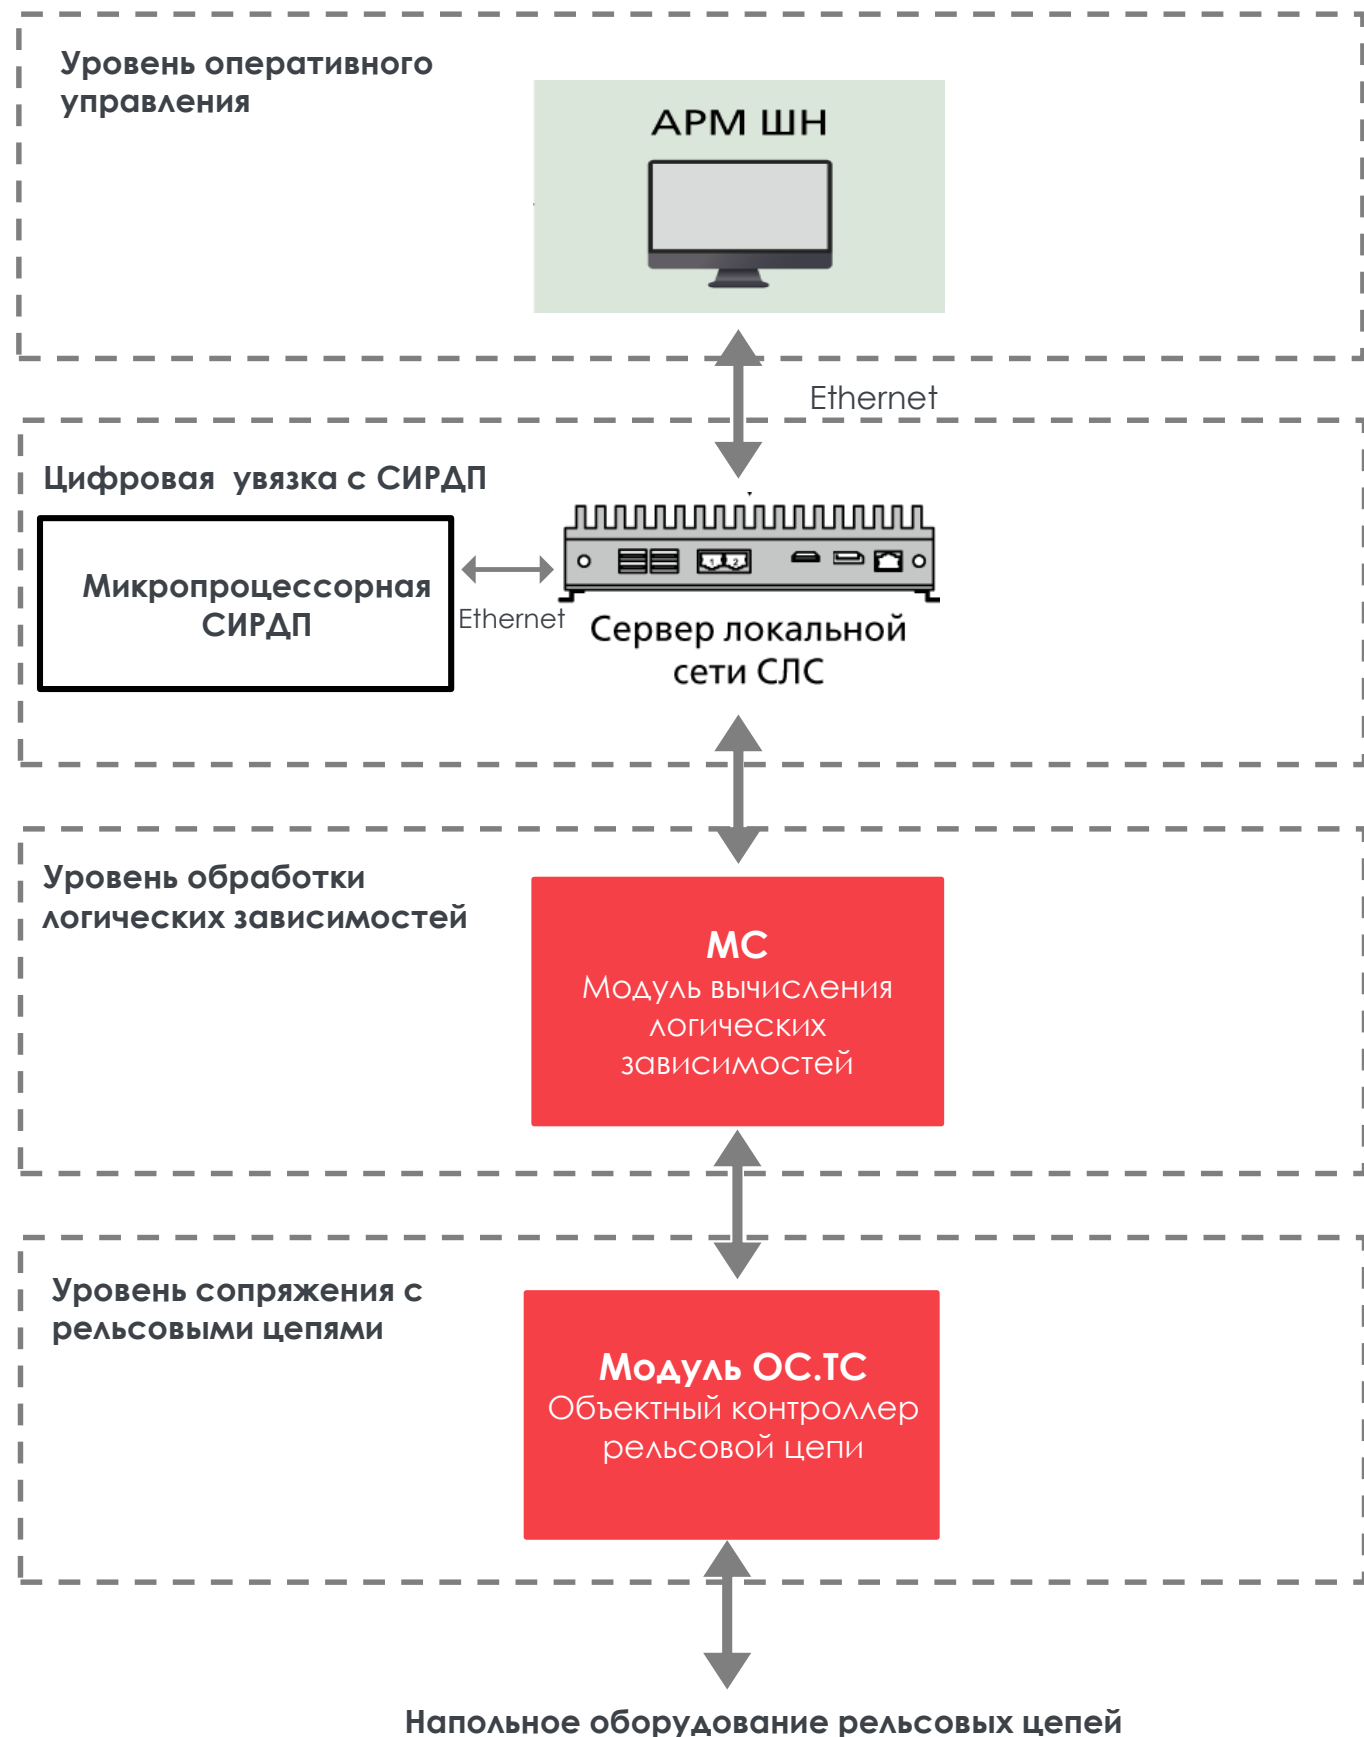 Уровень оперативного
управления
АРМ ШН
Ethernet
Цифровая увязка с СИРДП
Микропроцессорная
СИРДП
Ethernet
1 2
Сервер локальной
сети СЛС
Уровень обработки
логических зависимостей
МС
Модуль вычисления
логических
зависимостей
Уровень сопряжения с
рельсовыми цепями
Модуль ОС.ТС
Объектный контроллер
рельсовой цепи
Напольное оборудование рельсовых цепей